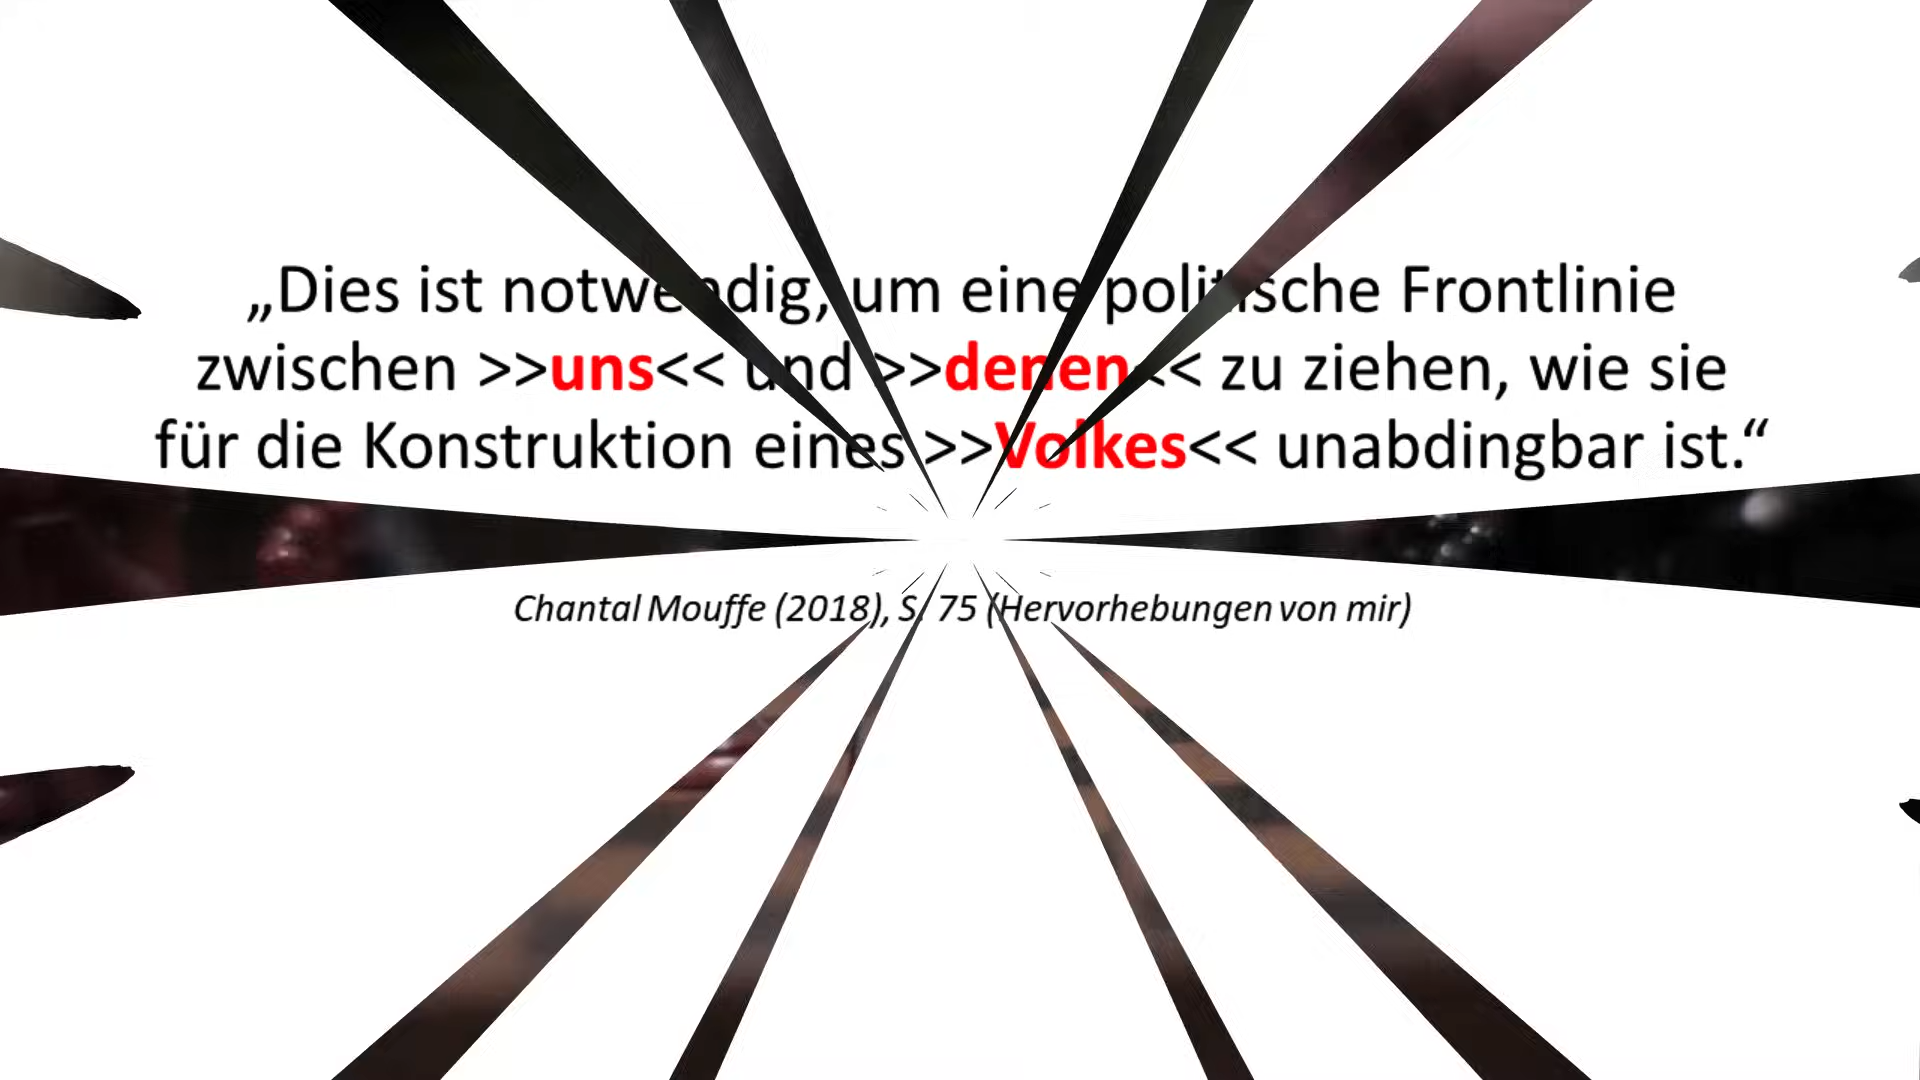 „Dies ist notwendig, um eine politische Frontlinie
zwischen >>uns<< und >>denen<< zu ziehen, wie sie
für die Konstruktion eines >>Volkes<< unabdingbar ist.“
Chantal Mouffe (2018), S. 75 (Hervorhebungen von mir)